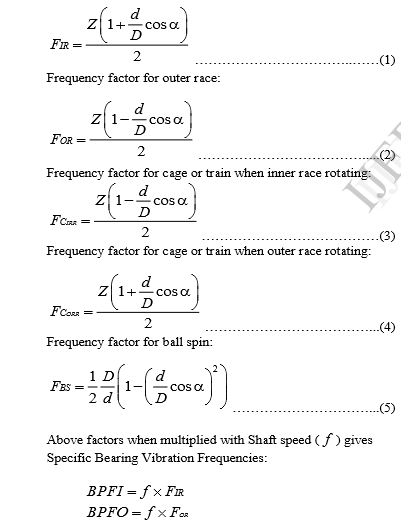 F_IR = Z(1+ d/D cos α) / 2 ……………………………………(1)
Frequency factor for outer race:
F_OR = Z(1− d/D cos α) / 2 ……………………………………(2)
Frequency factor for cage or train when inner race rotating:
F_CIRR = Z(1− d/D cos α) / 2 ……………………………………(3)
Frequency factor for cage or train when outer race rotating:
F_CORR = Z(1+ d/D cos α) / 2 ……………………………………(4)
Frequency factor for ball spin:
F_BS = 1/2 D/d (1−(d/D cos α)²) ……………………………………(5)
Above factors when multiplied with Shaft speed ( f ) gives
Specific Bearing Vibration Frequencies:
BPFI = f × F_IR
BPFO = f × F_OR